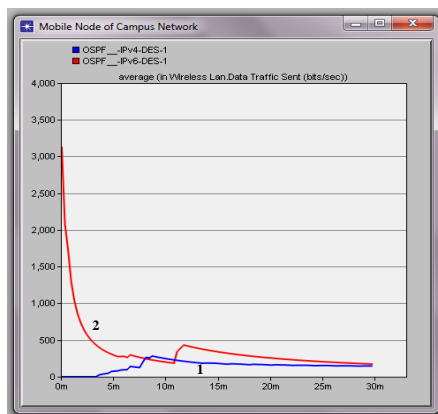 Mobile Node of Campus Network
OSPF__-IPv4-DES-1
OSPF__-IPv6-DES-1
average (in Wireless Lan.Data Traffic Sent (bits/sec))
4,000
3,500
3,000
2,500
2,000
1,500
1,000
2
500
1
0
0m 5m 10m 15m 20m 25m 30m